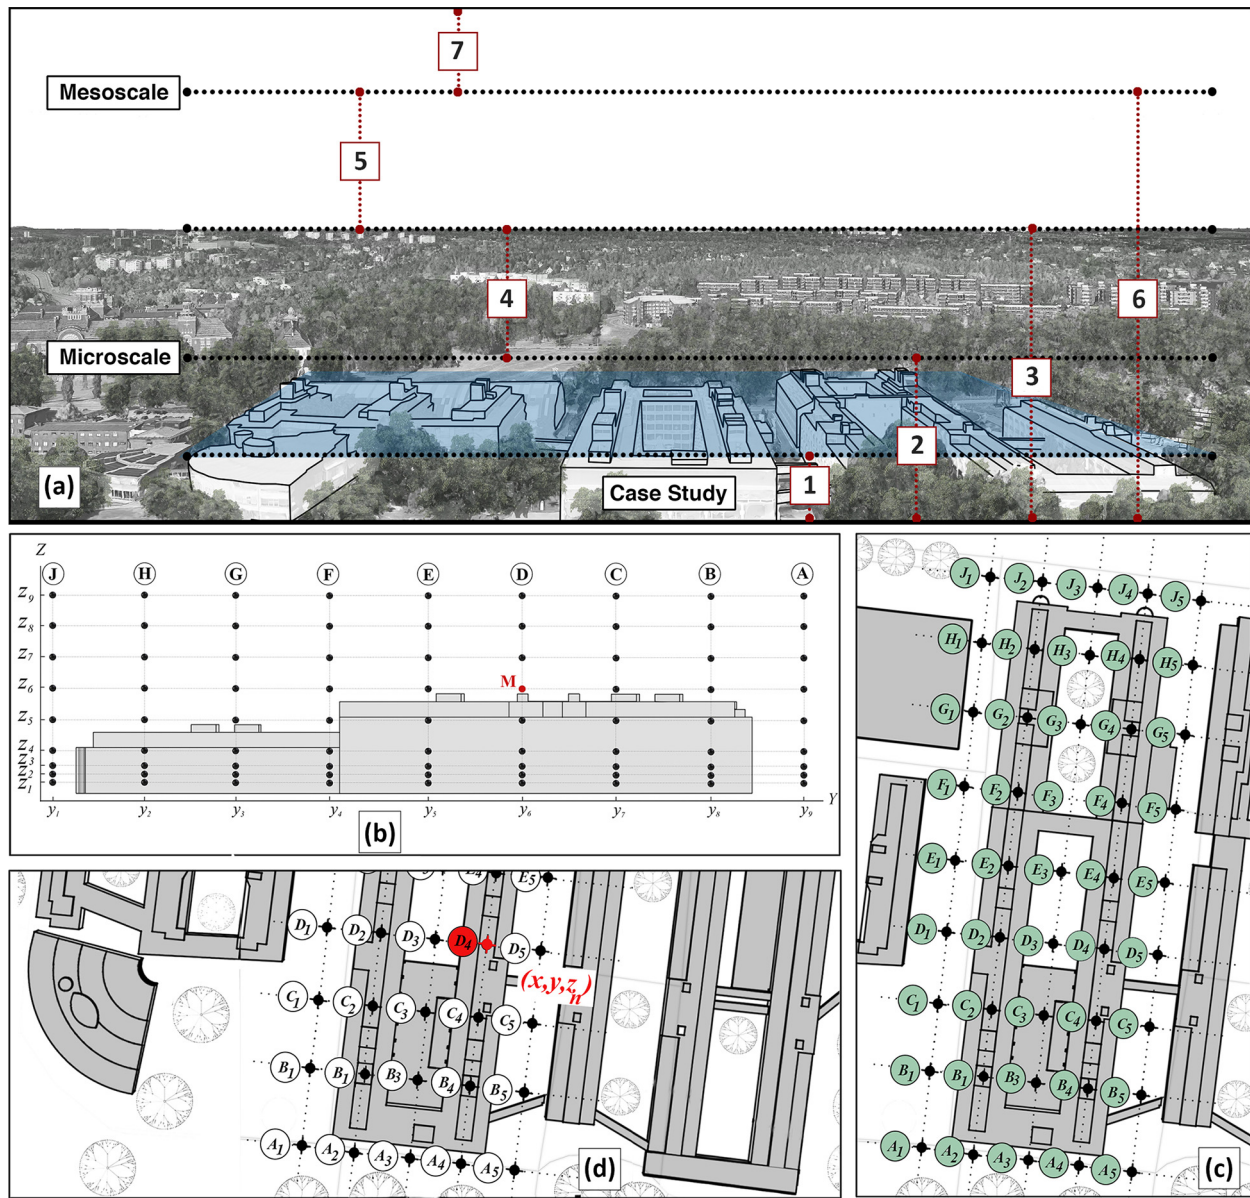 7
Mesoscale
5
4
6
Microscale
3
2
(a)
1
Case Study
Z
J H G F E D C B A
z9
z8
z7
M
z6
z5
z4
z3
z2
z1
Y
y1 y2 y3 y4 y5 y6 y7 y8 y9
(b)
J1 J2 J3 J4 J5
H1 H2 H3 H4 H5
G1 G2 G3 G4 G5
F1 F2 F3 F4 F5
E1 E2 E3 E4 E5
D1 D2 D3 D4 D5
C1 C2 C3 C4 C5
B1 B1 B3 B4 B5
A1 A2 A3 A4 A5
(c)
E4 E5
D1 D2 D3 D4 D5
(x,y,zn)
C1 C2 C3 C4 C5
B1 B1 B3 B4 B5
A1 A2 A3 A4 A5
(d)